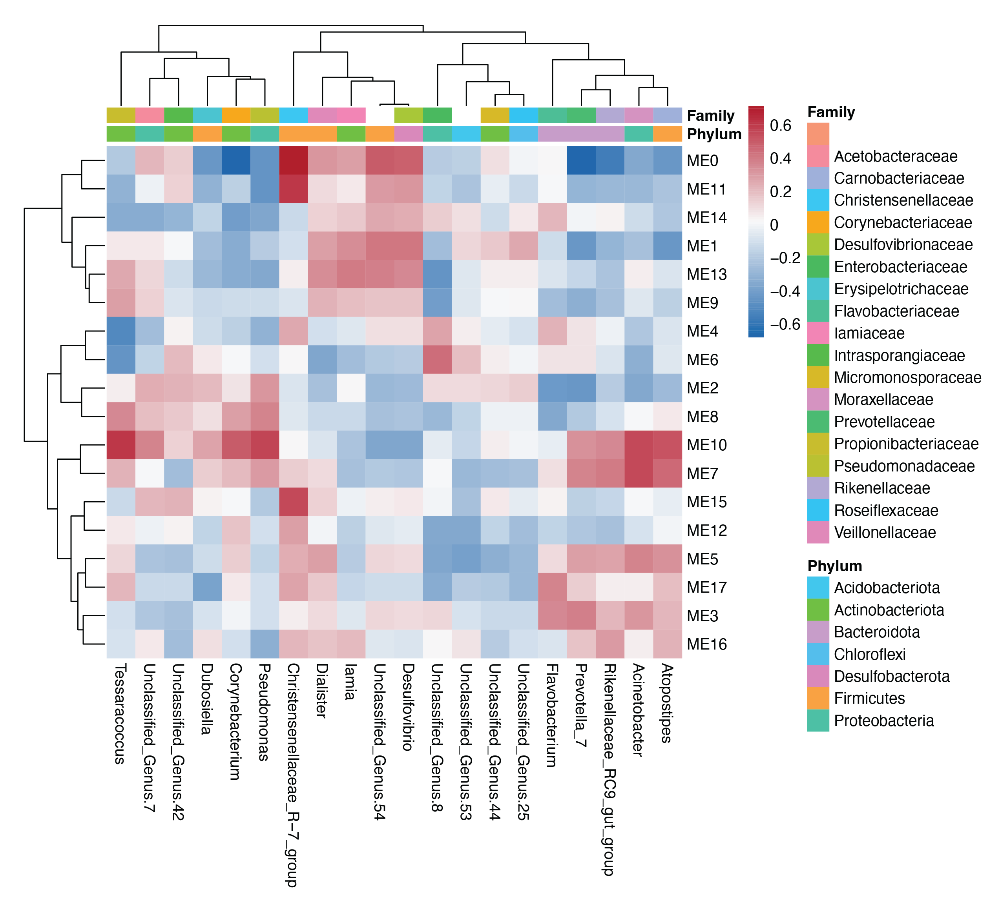 Family
Phylum
ME0
ME11
ME14
ME1
ME13
ME9
ME4
ME6
ME2
ME8
ME10
ME7
ME15
ME12
ME5
ME17
ME3
ME16
Tessaracoccus
Unclassified_Genus.7
Unclassified_Genus.42
Dubosiella
Corynebacterium
Pseudomonas
Christensenellaceae_R−7_group
Dialister
Iamia
Unclassified_Genus.54
Desulfovibrio
Unclassified_Genus.8
Unclassified_Genus.53
Unclassified_Genus.44
Unclassified_Genus.25
Flavobacterium
Prevotella_7
Rikenellaceae_RC9_gut_group
Acinetobacter
Atopostipes
0.6
0.4
0.2
0
−0.2
−0.4
−0.6
Family
Acetobacteraceae
Carnobacteriaceae
Christensenellaceae
Corynebacteriaceae
Desulfovibrionaceae
Enterobacteriaceae
Erysipelotrichaceae
Flavobacteriaceae
Iamiaceae
Intrasporangiaceae
Micromonosporaceae
Moraxellaceae
Prevotellaceae
Propionibacteriaceae
Pseudomonadaceae
Rikenellaceae
Roseiflexaceae
Veillonellaceae
Phylum
Acidobacteriota
Actinobacteriota
Bacteroidota
Chloroflexi
Desulfobacterota
Firmicutes
Proteobacteria